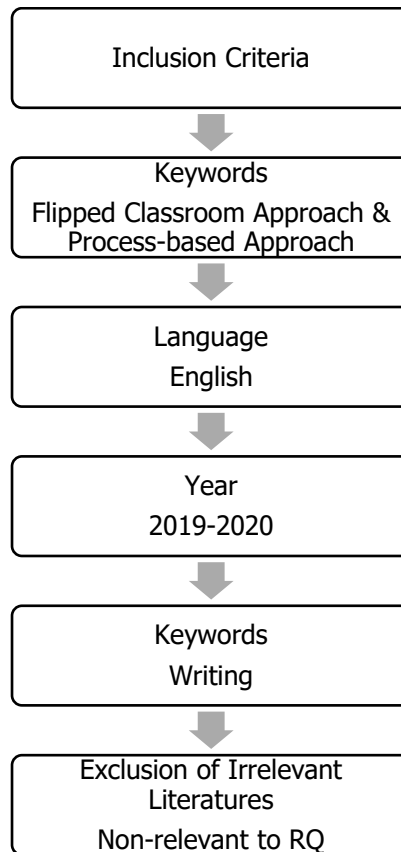 Inclusion Criteria
Keywords
Flipped Classroom Approach &
Process-based Approach
Language
English
Year
2019-2020
Keywords
Writing
Exclusion of Irrelevant
Literatures
Non-relevant to RQ